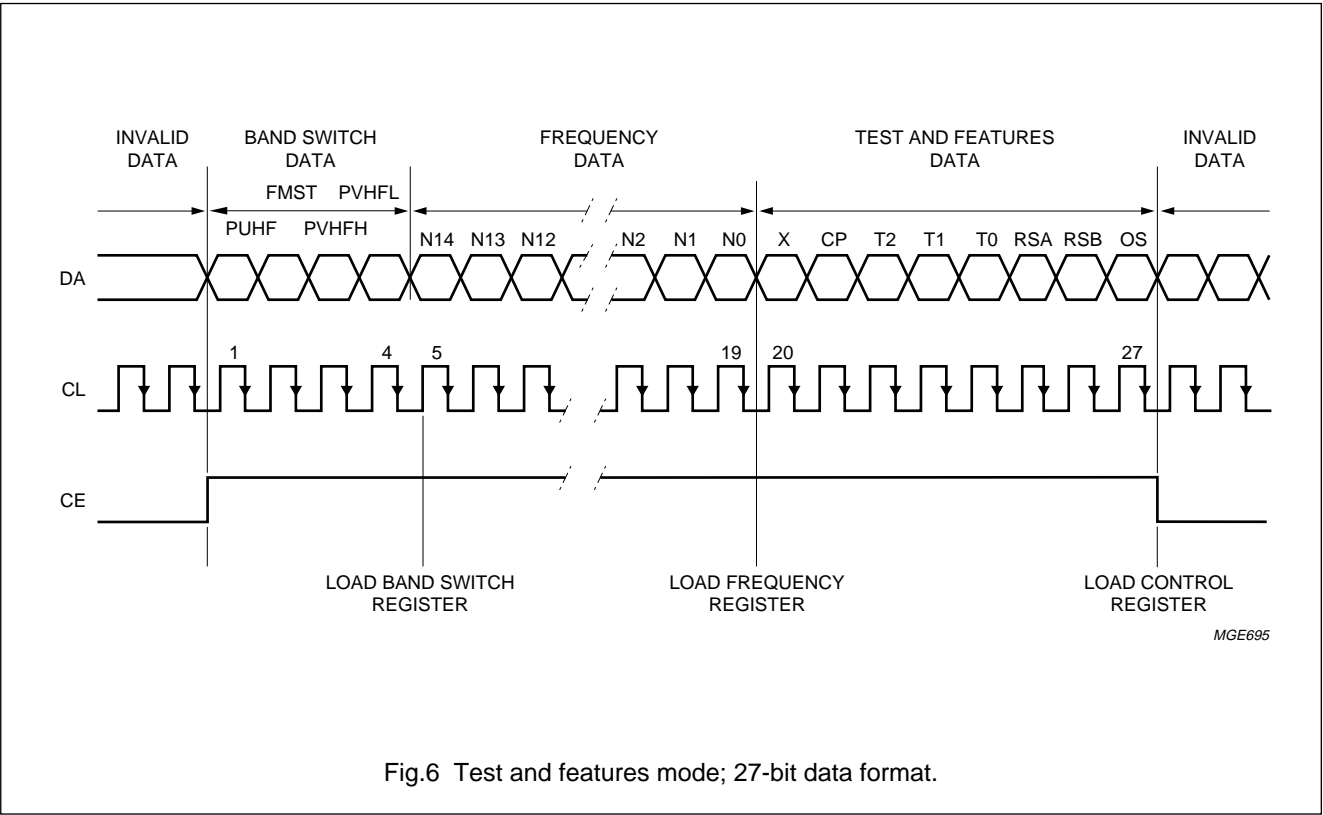 INVALID
DATA
BAND SWITCH
DATA
FREQUENCY
DATA
TEST AND FEATURES
DATA
INVALID
DATA
FMST PVHFL
PUHF PVHFH
N14 N13 N12 N2 N1 N0 X CP T2 T1 T0 RSA RSB OS
DA
1 4 5 19 20 27
CL
CE
LOAD BAND SWITCH
REGISTER
LOAD FREQUENCY
REGISTER
LOAD CONTROL
REGISTER
MGE695
Fig.6 Test and features mode; 27-bit data format.